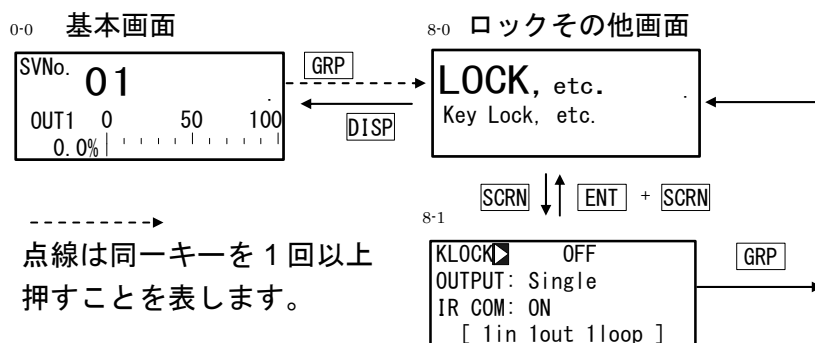 0-0 基本画面
SVNo. 01
OUT1 0 50 100
0.0%
GRP
DISP
8-0 ロックその他画面
LOCK, etc.
Key Lock, etc.
SCRN
ENT + SCRN
点線は同一キーを1回以上
押すことを表します。
8-1
KLOCK OFF
OUTPUT: Single
IR COM: ON
[ 1in 1out 1loop ]
GRP